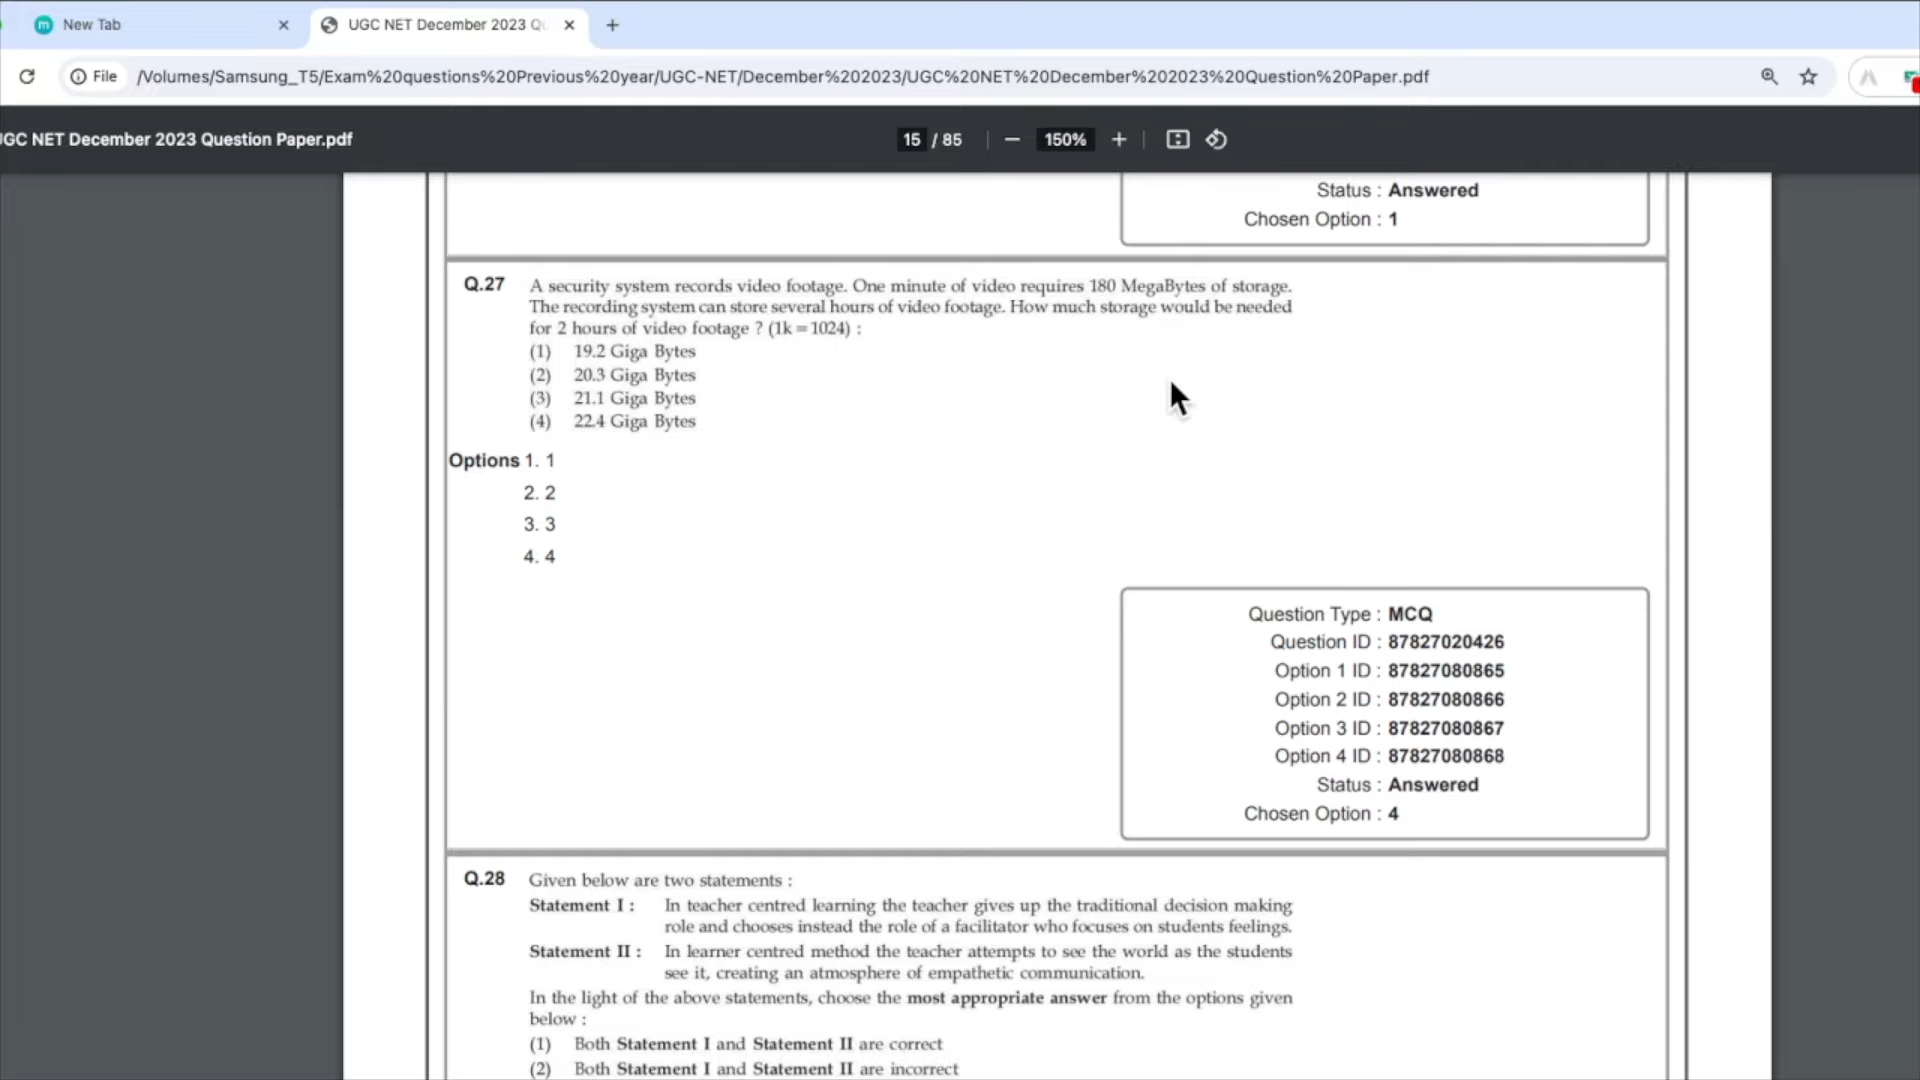 New Tab
UGC NET December 2023 Qu
File
/Volumes/Samsung_T5/Exam%20questions%20Previous%20year/UGC-NET/December%202023/UGC%20NET%20December%202023%20Question%20Paper.pdf
UGC NET December 2023 Question Paper.pdf
15 / 85
150%
Status : Answered
Chosen Option : 1
Q.27 A security system records video footage. One minute of video requires 180 MegaBytes of storage.
The recording system can store several hours of video footage. How much storage would be needed
for 2 hours of video footage ? (1k = 1024) :
(1) 19.2 Giga Bytes
(2) 20.3 Giga Bytes
(3) 21.1 Giga Bytes
(4) 22.4 Giga Bytes
Options 1. 1
2. 2
3. 3
4. 4
Question Type : MCQ
Question ID : 87827020426
Option 1 ID : 87827080865
Option 2 ID : 87827080866
Option 3 ID : 87827080867
Option 4 ID : 87827080868
Status : Answered
Chosen Option : 4
Q.28 Given below are two statements :
Statement I : In teacher centred learning the teacher gives up the traditional decision making
role and chooses instead the role of a facilitator who focuses on students feelings.
Statement II : In learner centred method the teacher attempts to see the world as the students
see it, creating an atmosphere of empathetic communication.
In the light of the above statements, choose the most appropriate answer from the options given
below :
(1) Both Statement I and Statement II are correct
(2) Both Statement I and Statement II are incorrect